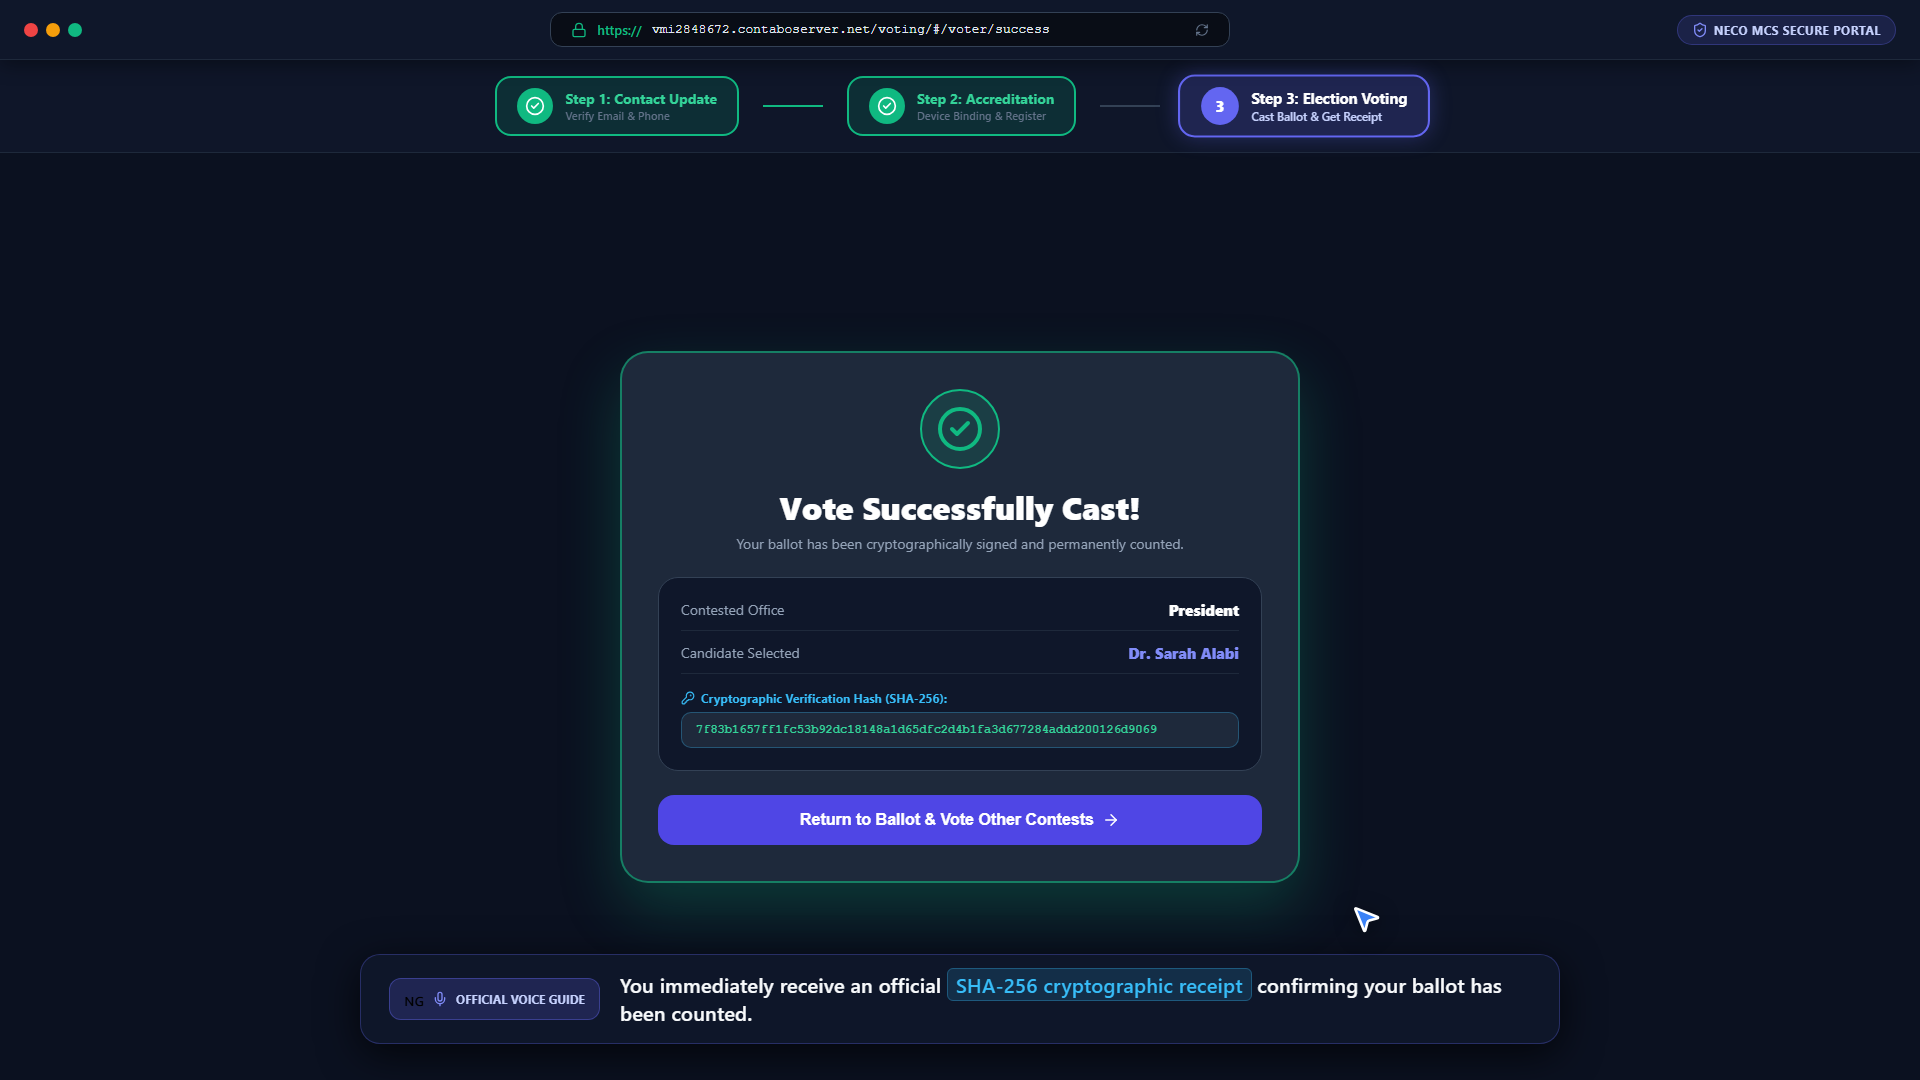 https:// vmi2848672.contaboserver.net/voting/#/voter/success
NECO MCS SECURE PORTAL
Step 1: Contact Update
Verify Email & Phone
Step 2: Accreditation
Device Binding & Register
3
Step 3: Election Voting
Cast Ballot & Get Receipt
Vote Successfully Cast!
Your ballot has been cryptographically signed and permanently counted.
Contested Office President
Candidate Selected Dr. Sarah Alabi
Cryptographic Verification Hash (SHA-256):
7f83b1657ff1fc53b92dc18148a1d65dfc2d4b1fa3d677284addd200126d9069
Return to Ballot & Vote Other Contests →
NG OFFICIAL VOICE GUIDE
You immediately receive an official SHA-256 cryptographic receipt confirming your ballot has
been counted.